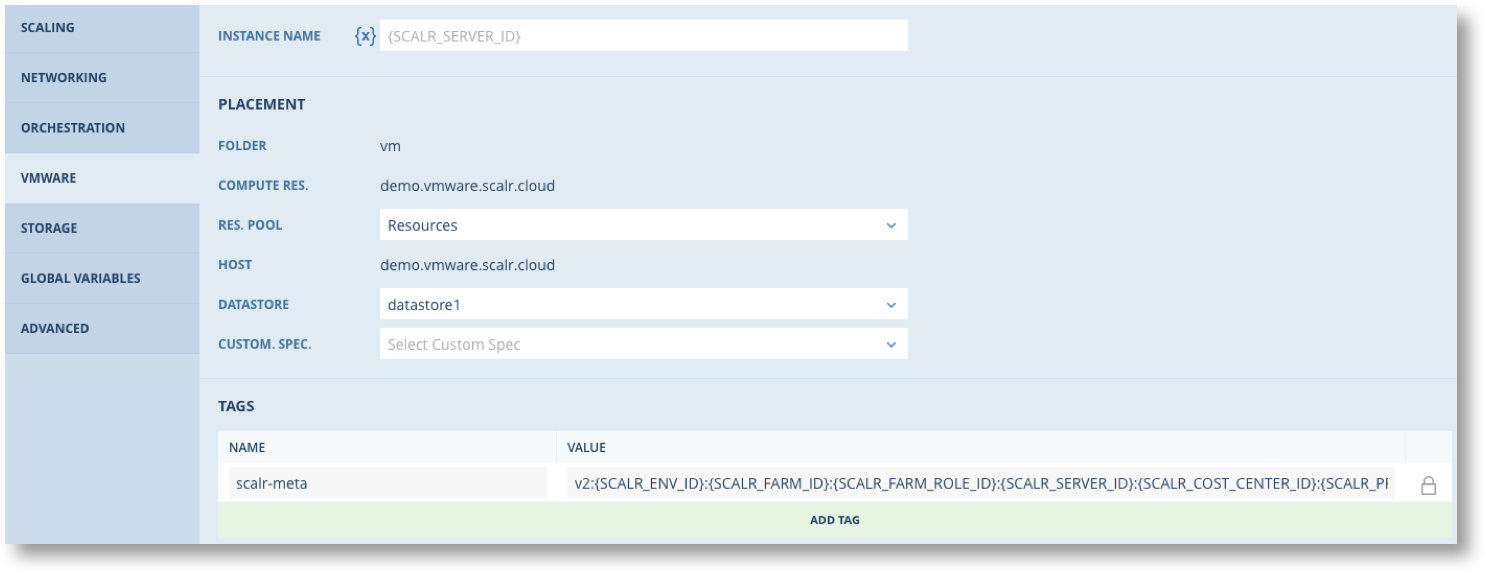 SCALING
NETWORKING
ORCHESTRATION
VMWARE
STORAGE
GLOBAL VARIABLES
ADVANCED
INSTANCE NAME {x} {SCALR_SERVER_ID}
PLACEMENT
FOLDER vm
COMPUTE RES. demo.vmware.scalr.cloud
RES. POOL Resources
HOST demo.vmware.scalr.cloud
DATASTORE datastore1
CUSTOM. SPEC. Select Custom Spec
TAGS
NAME VALUE
scalr-meta v2:{SCALR_ENV_ID}:{SCALR_FARM_ID}:{SCALR_FARM_ROLE_ID}:{SCALR_SERVER_ID}:{SCALR_COST_CENTER_ID}:{SCALR_P
ADD TAG